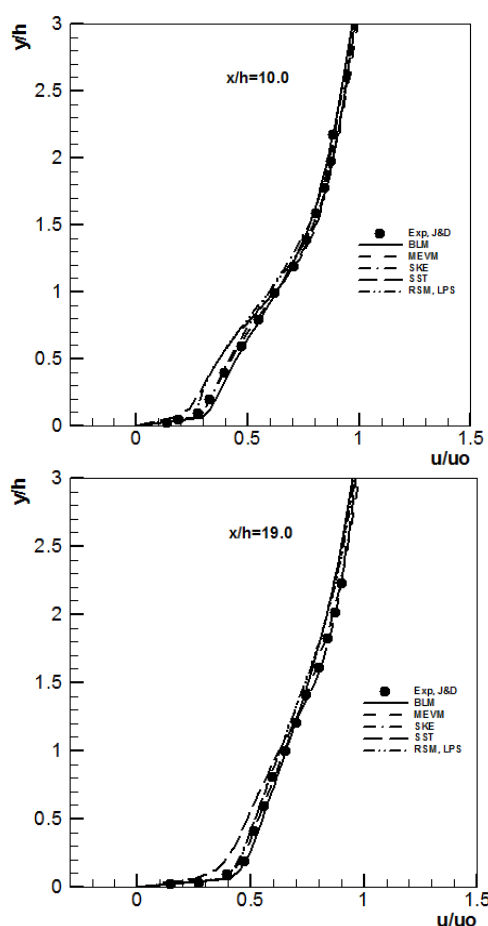 y/h
3
x/h=10.0
2.5
2
1.5
Exp, J&D
BLM
MEVM
SKE
SST
RSM, LPS
1
0.5
0
0 0.5 1 1.5
u/uo
y/h
3
x/h=19.0
2.5
2
1.5
Exp, J&D
BLM
MEVM
SKE
SST
RSM, LPS
1
0.5
0
0 0.5 1 1.5
u/uo